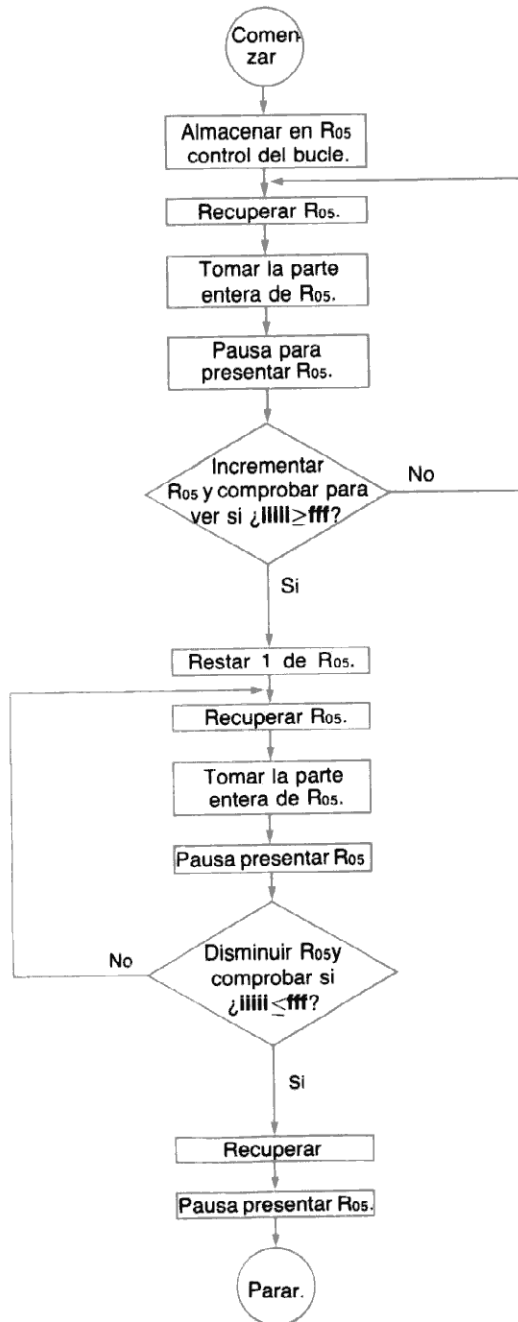 Comen-
zar
Almacenar en R05
control del bucle.
Recuperar R05.
Tomar la parte
entera de R05.
Pausa para
presentar R05.
Incrementar
R05 y comprobar para
ver si ¿iiiii≥fff?
No
Si
Restar 1 de R05.
Recuperar R05.
Tomar la parte
entera de R05.
Pausa presentar R05
Disminuir R05y
comprobar si
¿iiiii≤fff?
No
Si
Recuperar
Pausa presentar R05.
Parar.